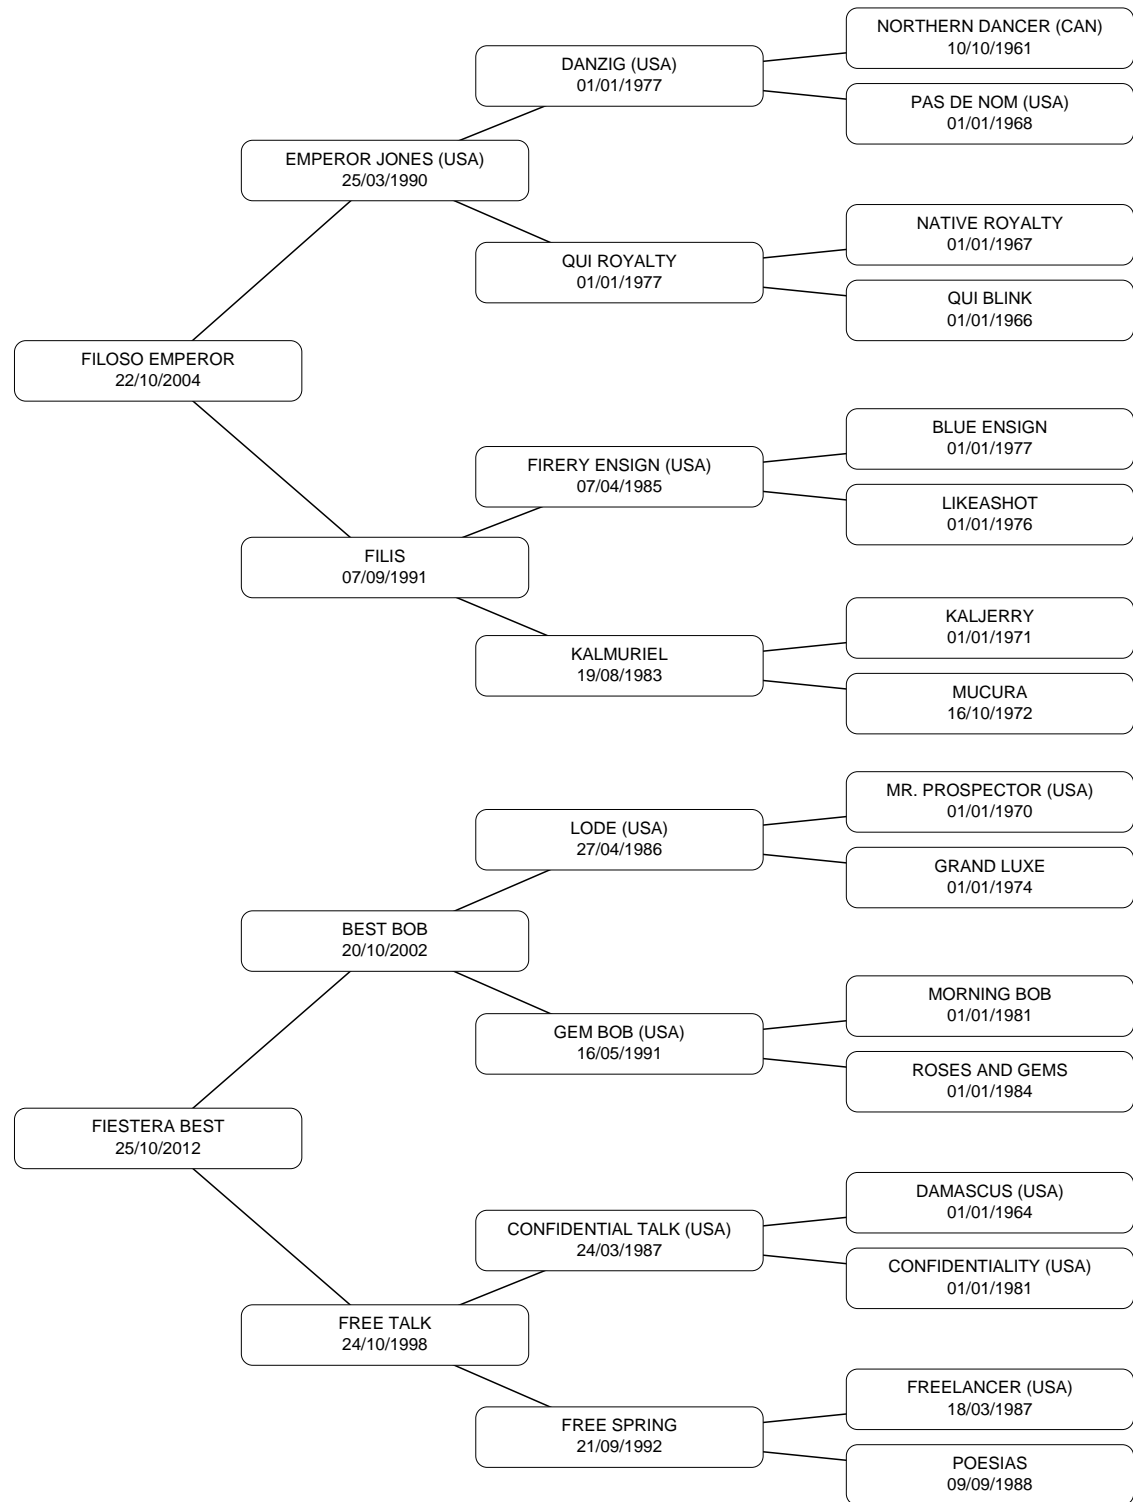 NORTHERN DANCER (CAN)
10/10/1961
DANZIG (USA)
01/01/1977
PAS DE NOM (USA)
01/01/1968
EMPEROR JONES (USA)
25/03/1990
NATIVE ROYALTY
01/01/1967
QUI ROYALTY
01/01/1977
QUI BLINK
01/01/1966
FILOSO EMPEROR
22/10/2004
BLUE ENSIGN
01/01/1977
FIRERY ENSIGN (USA)
07/04/1985
LIKEASHOT
01/01/1976
FILIS
07/09/1991
KALJERRY
01/01/1971
KALMURIEL
19/08/1983
MUCURA
16/10/1972
MR. PROSPECTOR (USA)
01/01/1970
LODE (USA)
27/04/1986
GRAND LUXE
01/01/1974
BEST BOB
20/10/2002
MORNING BOB
01/01/1981
GEM BOB (USA)
16/05/1991
ROSES AND GEMS
01/01/1984
FIESTERA BEST
25/10/2012
DAMASCUS (USA)
01/01/1964
CONFIDENTIAL TALK (USA)
24/03/1987
CONFIDENTIALITY (USA)
01/01/1981
FREE TALK
24/10/1998
FREELANCER (USA)
18/03/1987
FREE SPRING
21/09/1992
POESIAS
09/09/1988